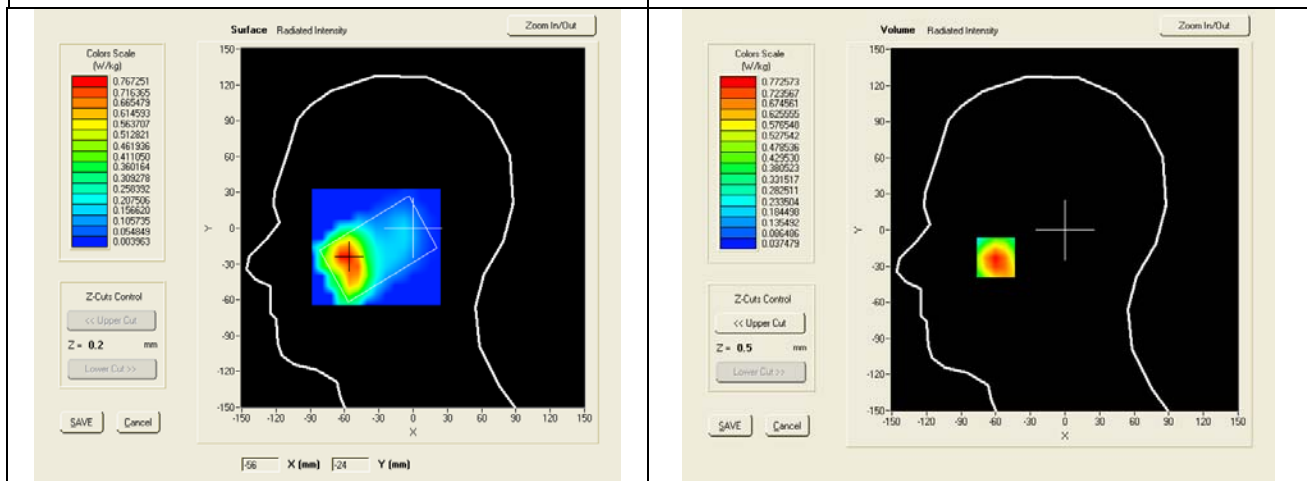 Surface Radiated Intensity
Zoom In/Out
Colors Scale
(W/kg)
0.767251
0.716365
0.665479
0.614593
0.563707
0.512821
0.461936
0.411050
0.360164
0.309278
0.258392
0.207506
0.156620
0.105735
0.054849
0.003963
Z-Cuts Control
<< Upper Cut
Z = 0.2 mm
Lower Cut >>
SAVE
Cancel
150
120
90
60
30
0
-30
-60
-90
-120
-150
Y
-150 -120 -90 -60 -30 0 30 60 90 120 150
X
-56 X (mm) -24 Y (mm)
Volume Radiated Intensity
Zoom In/Out
Colors Scale
(W/kg)
0.772573
0.723567
0.674561
0.625555
0.576548
0.527542
0.478536
0.429530
0.380523
0.331517
0.282511
0.233504
0.184498
0.135492
0.086486
0.037479
Z-Cuts Control
<< Upper Cut
Z = 0.5 mm
Lower Cut >>
SAVE
Cancel
150
120
90
60
30
0
-30
-60
-90
-120
-150
Y
-150 -120 -90 -60 -30 0 30 60 90 120 150
X